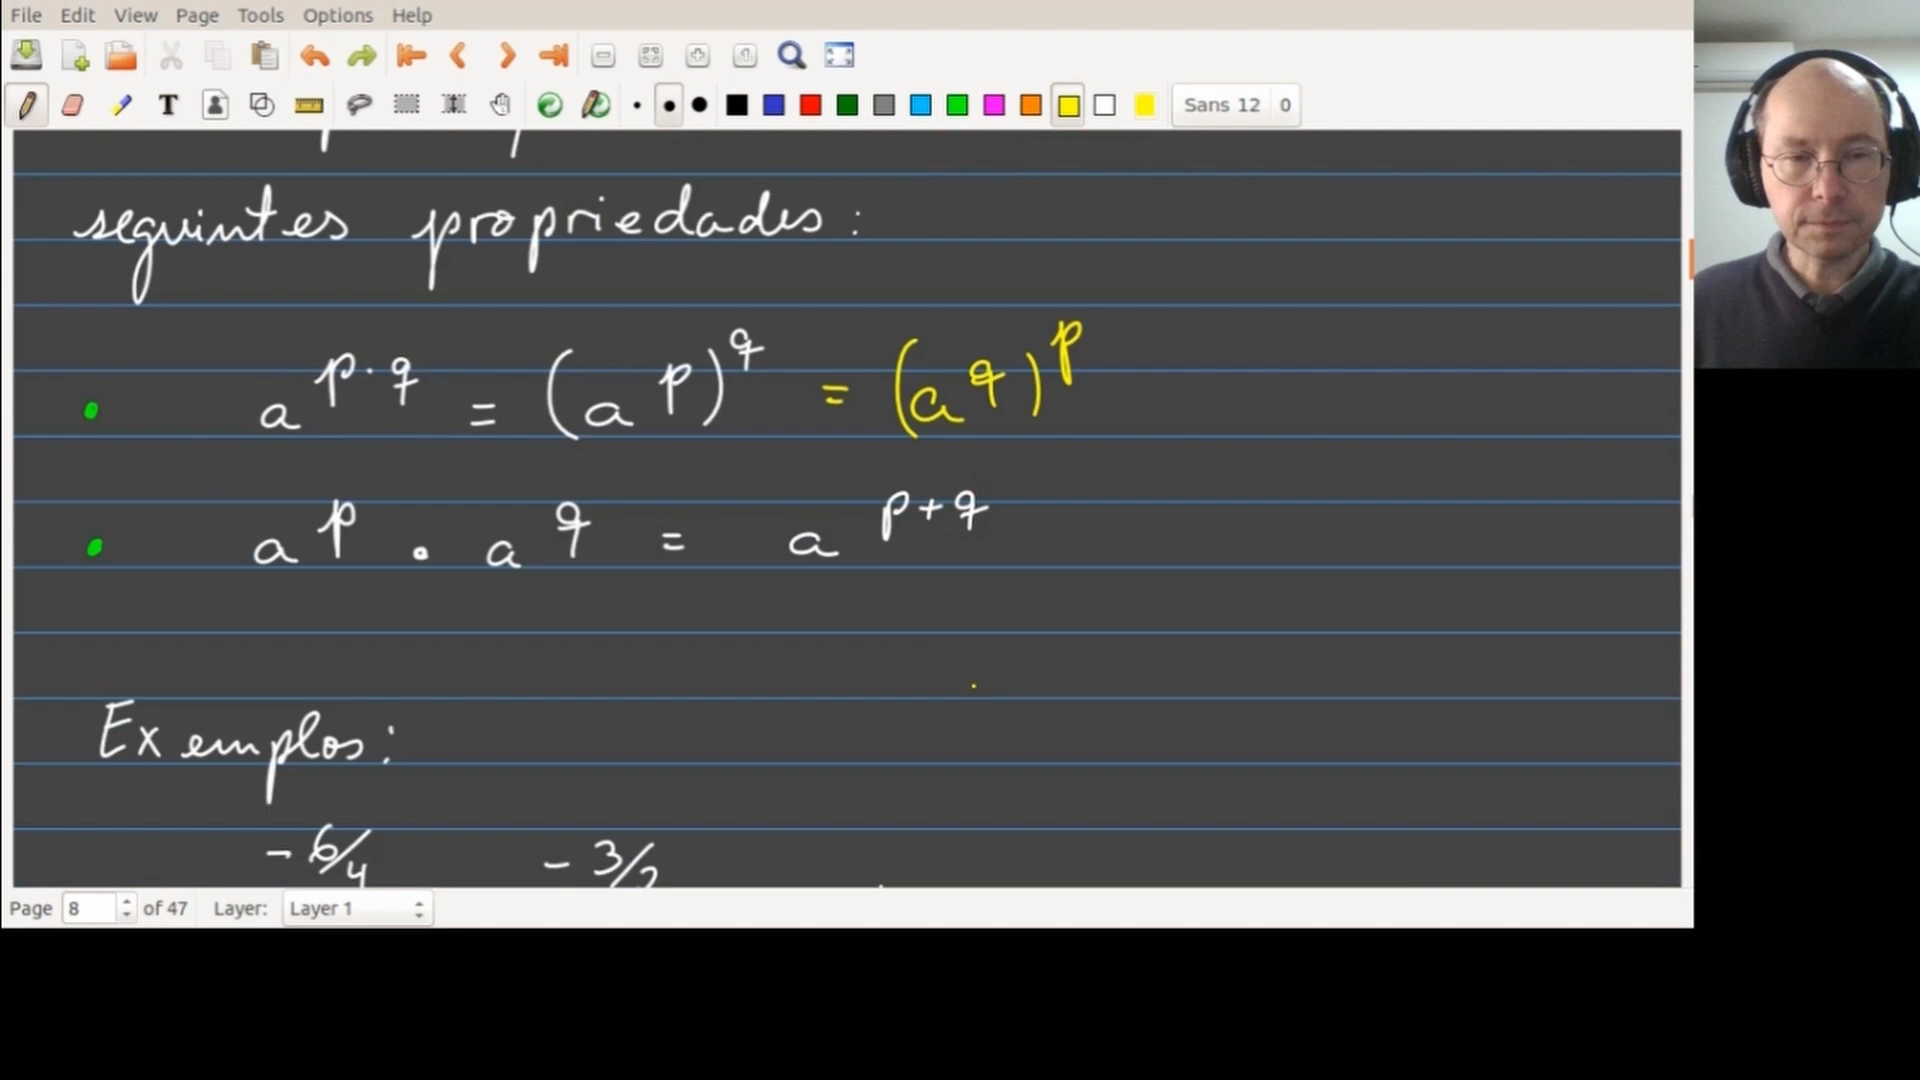 File Edit View Page Tools Options Help
T Sans 12 0
seguintes propriedades:
• a^{p·q} = (a^p)^q = (a^q)^p
• a^p • a^q = a^{p+q}
Exemplos:
-6/4 -3/2
Page 8 of 47 Layer: Layer 1